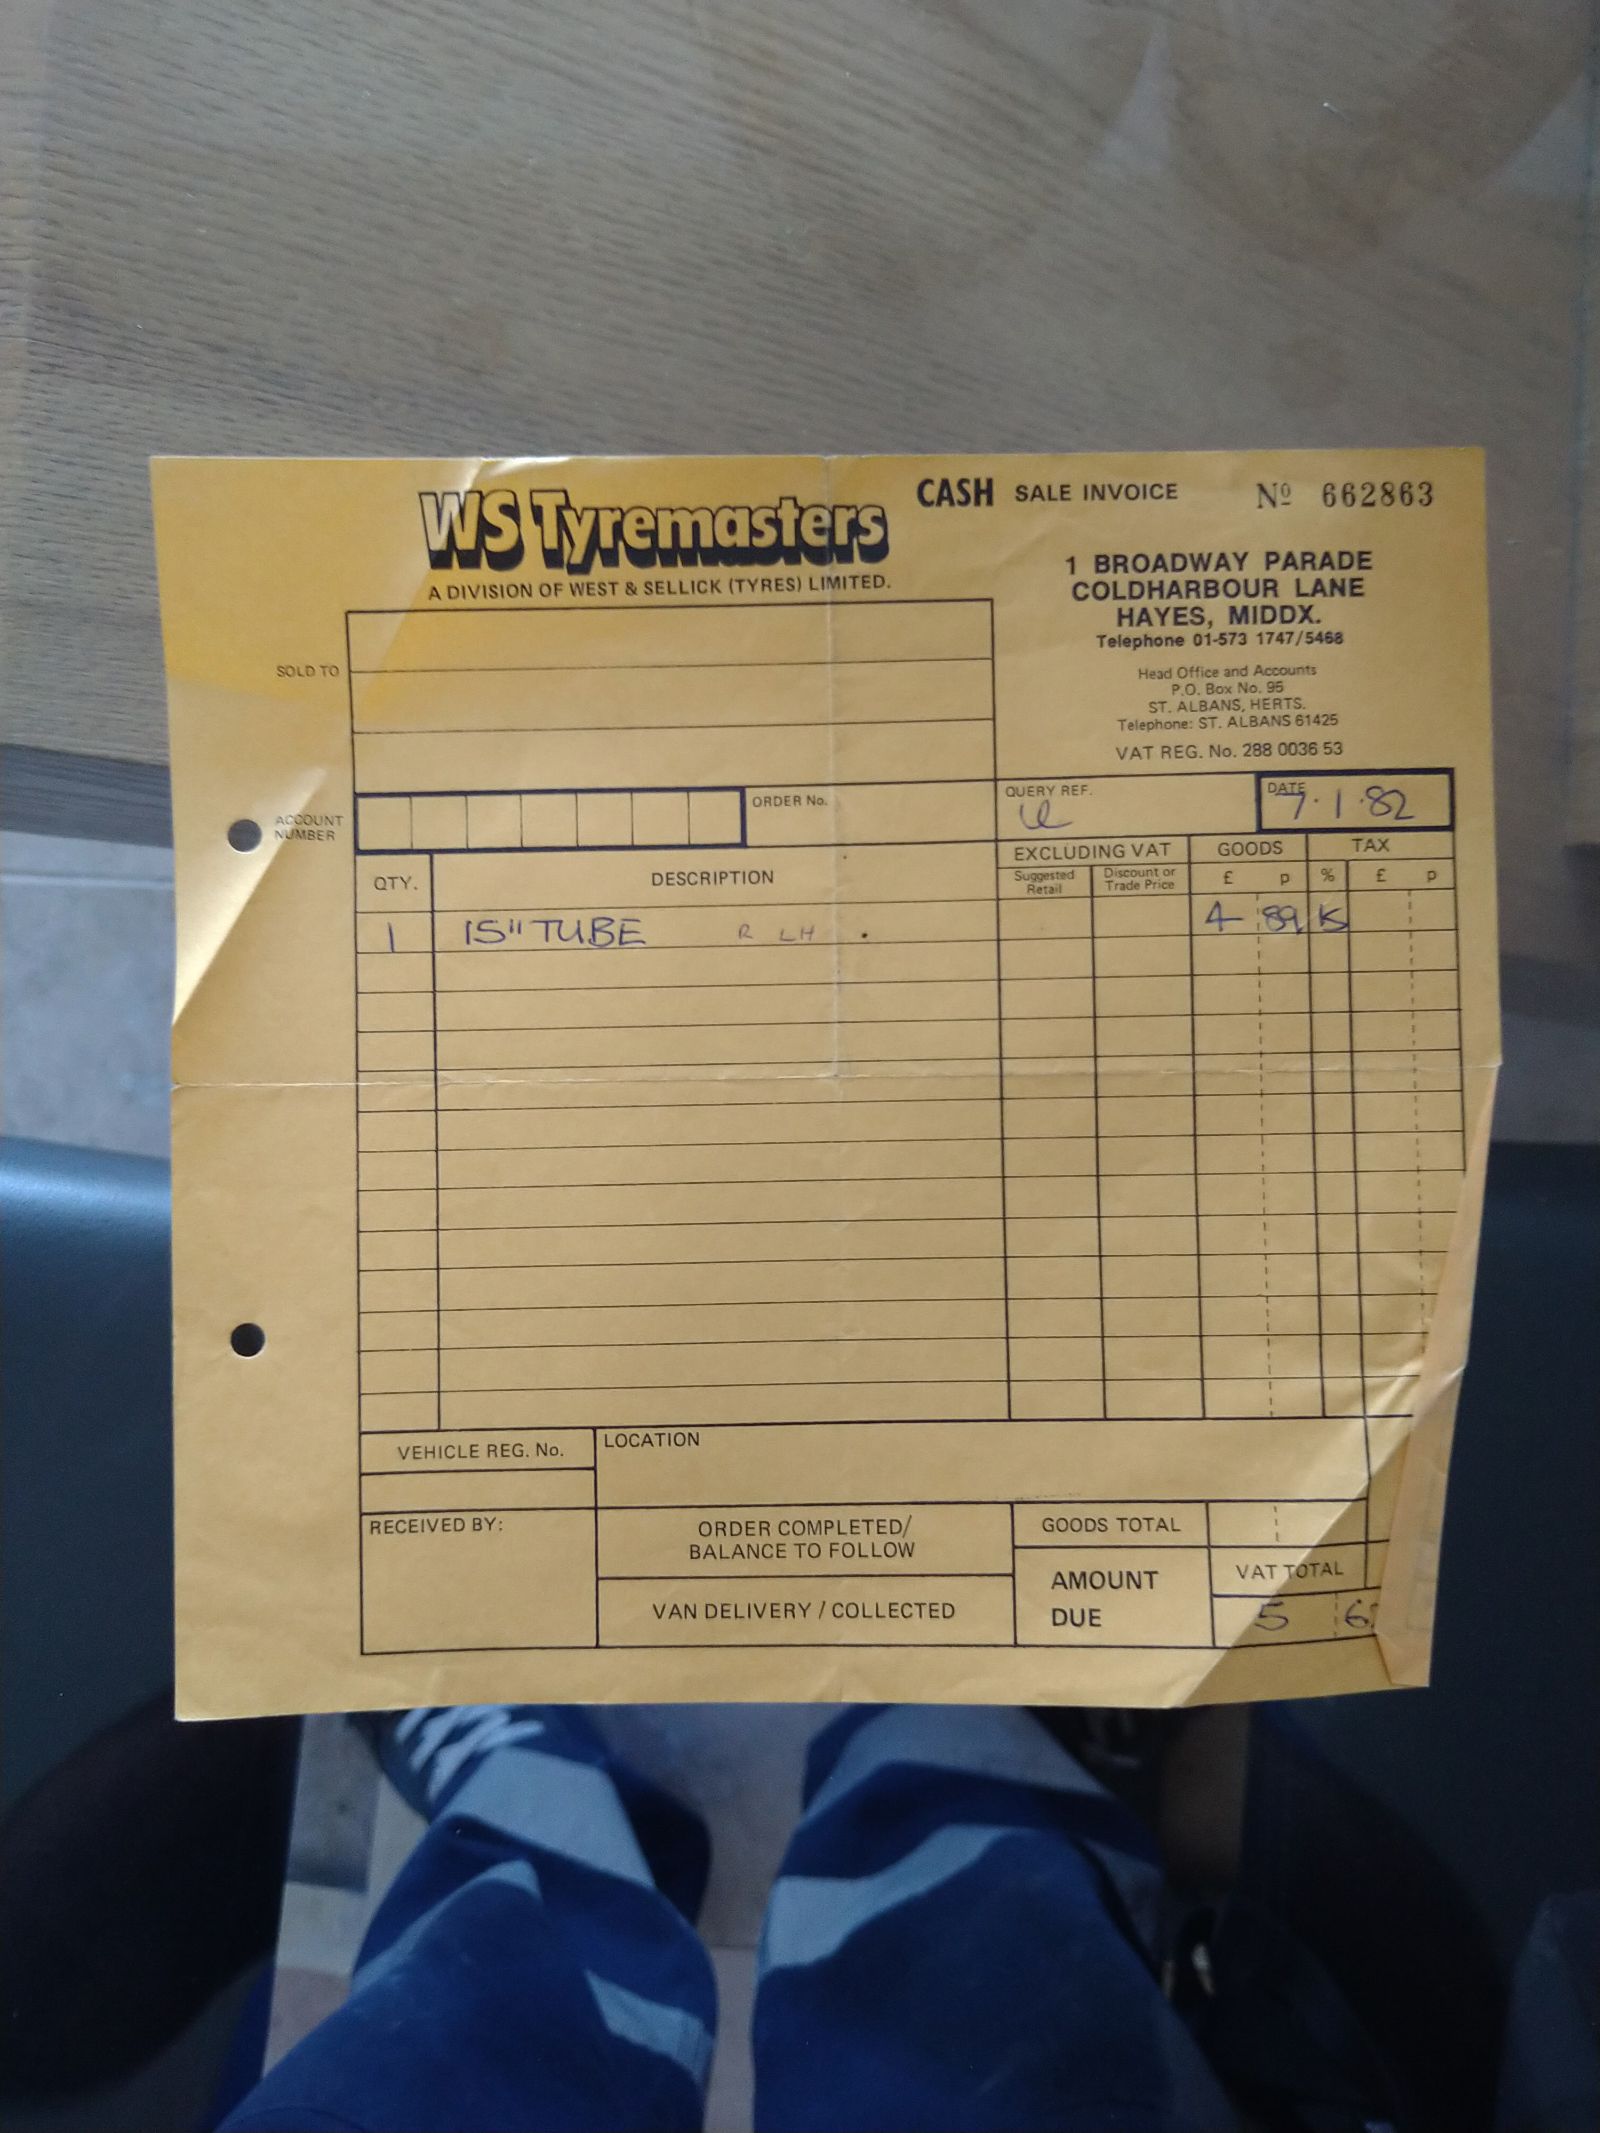 WS Tyremasters
A DIVISION OF WEST & SELLICK (TYRES) LIMITED.
CASH SALE INVOICE Nº 662863
1 BROADWAY PARADE
COLDHARBOUR LANE
HAYES, MIDDX.
Telephone 01-573 1747/5468
Head Office and Accounts
P.O. Box No. 95
ST. ALBANS, HERTS.
Telephone: ST. ALBANS 61425
VAT REG. No. 288 0036 53
SOLD TO
ACCOUNT
NUMBER
ORDER No.
QUERY REF.
DATE
7.1.82
QTY.
DESCRIPTION
EXCLUDING VAT
Suggested
Retail
Discount or
Trade Price
GOODS
£ p
TAX
% £ p
1 15" TUBE R LH 4 89 15
VEHICLE REG. No.
LOCATION
RECEIVED BY:
ORDER COMPLETED/
BALANCE TO FOLLOW
VAN DELIVERY / COLLECTED
GOODS TOTAL
VAT TOTAL
AMOUNT
DUE
5 6